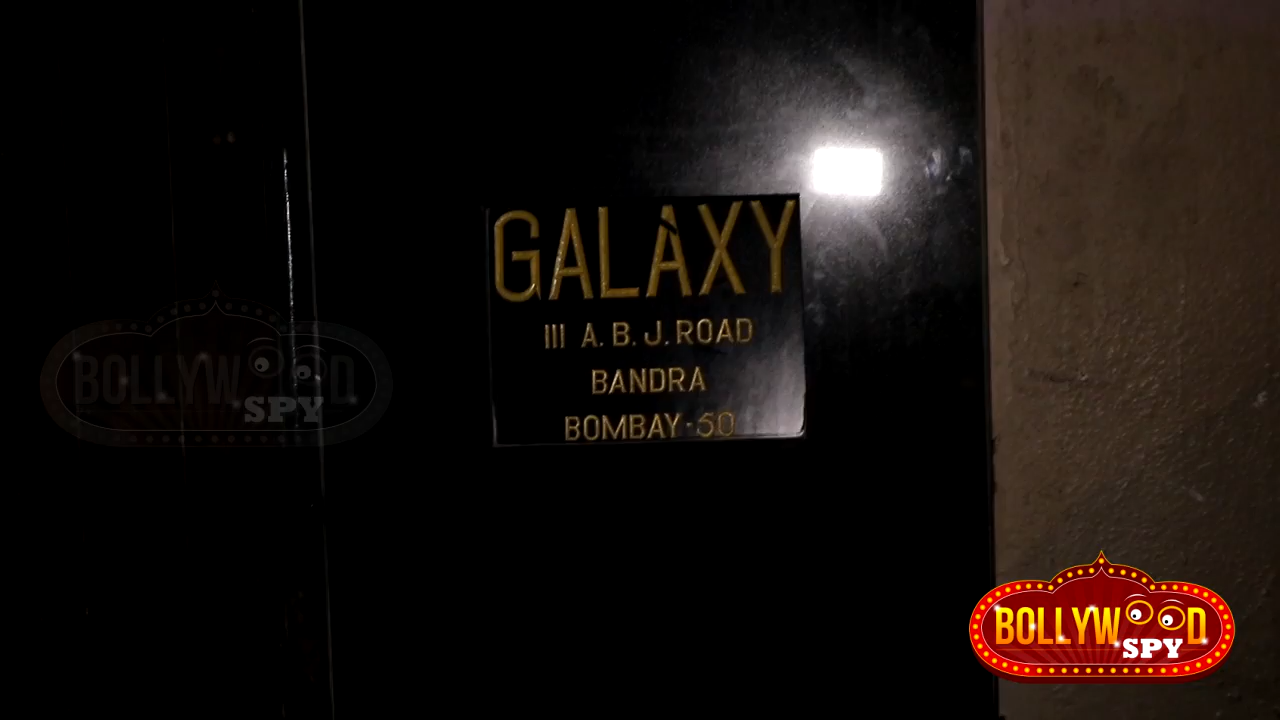 GALAXY
III A. B. J. ROAD
BANDRA
BOMBAY-50
BOLLYWOOD
SPY
BOLLYWOOD
SPY